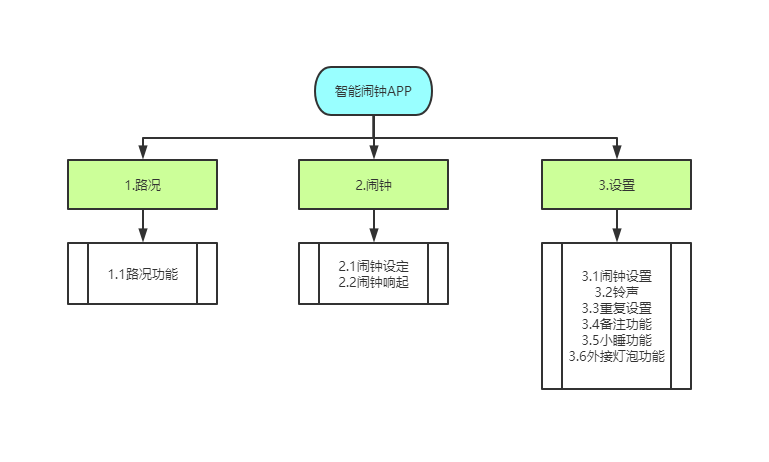 智能闹钟APP
1.路况
2.闹钟
3.设置
1.1路况功能
2.1闹钟设定
2.2闹钟响起
3.1闹钟设置
3.2铃声
3.3重复设置
3.4备注功能
3.5小睡功能
3.6外接灯泡功能